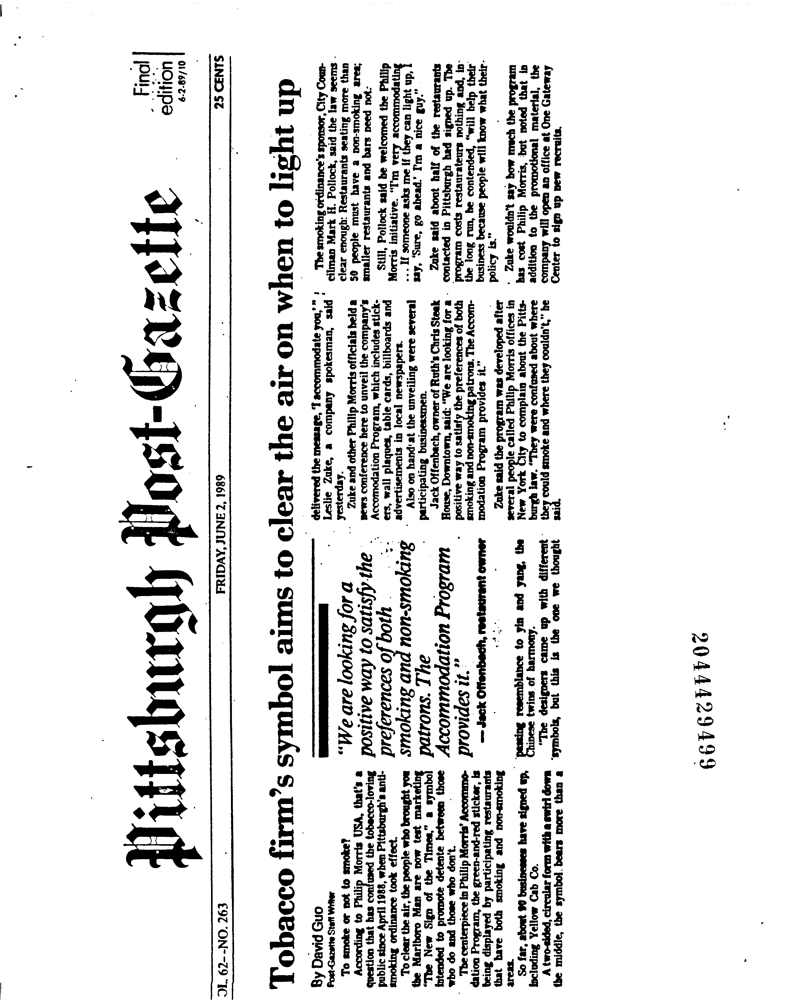 Pittsburgh Post-Gazette
Final
edition
6-2-89/10
OL. 62--NO. 263
FRIDAY, JUNE 2, 1989
25 CENTS
Tobacco firm's symbol aims to clear the air on when to light up
By David Guo
Post-Gazette Staff Writer
To smoke or not to smoke?
According to Philip Morris USA, that's a
question that has confused the tobacco-loving
public since April 1988, when Pittsburgh's anti-
smoking ordinance took effect.
To clear the air, the people who brought you
the Marlboro Man are now test marketing
"The New Sign of the Times," a symbol
intended to promote detente between those
who do and those who don't.
The centerpiece in Philip Morris' Accommo-
dation Program, the green-and-red sticker, is
being displayed by participating restaurants
that have both smoking and non-smoking
areas.
So far, about 90 businesses have signed up,
including Yellow Cab Co.
A two-sided, circular form with a swirl down
the middle, the symbol bears more than a
"We are looking for a
positive way to satisfy the
preferences of both
smoking and non-smoking
patrons. The
Accommodation Program
provides it."
— Jack Offenbach, restaurant owner
passing resemblance to yin and yang, the
Chinese twins of harmony.
"The designers came up with different
symbols, but this is the one we thought
delivered the message, 'I accommodate you,'"
Leslie Zuke, a company spokesman, said
yesterday.
Zuke and other Philip Morris officials held a
news conference here to unveil the company's
Accomodation Program, which includes stick-
ers, wall plaques, table cards, billboards and
advertisements in local newspapers.
Also on hand at the unveiling were several
participating businessmen.
Jack Offenbach, owner of Ruth's Chris Steak
House, Downtown, said: "We are looking for a
positive way to satisfy the preferences of both
smoking and non-smoking patrons. The Accom-
modation Program provides it."
Zuke said the program was developed after
several people called Philip Morris offices in
New York City to complain about the Pitts-
burgh law. "They were confused about where
they could smoke and where they couldn't," he
said.
The smoking ordinance's sponsor, City Coun-
cilman Mark H. Pollock, said the law seems
clear enough: Restaurants seating more than
50 people must have a non-smoking area;
smaller restaurants and bars need not.
Still, Pollock said he welcomed the Philip
Morris initiative. "I'm very accommodating
... If someone asks me if they can light up, I
say, 'Sure, go ahead.' I'm a nice guy."
Zuke said about half of the restaurants
contacted in Pittsburgh had signed up. The
program costs restaurateurs nothing and, in
the long run, he contended, "will help their
business because people will know what their
policy is."
Zuke wouldn't say how much the program
has cost Philip Morris, but noted that in
addition to the promotional material, the
company will open an office at One Gateway
Center to sign up new recruits.
2044429499